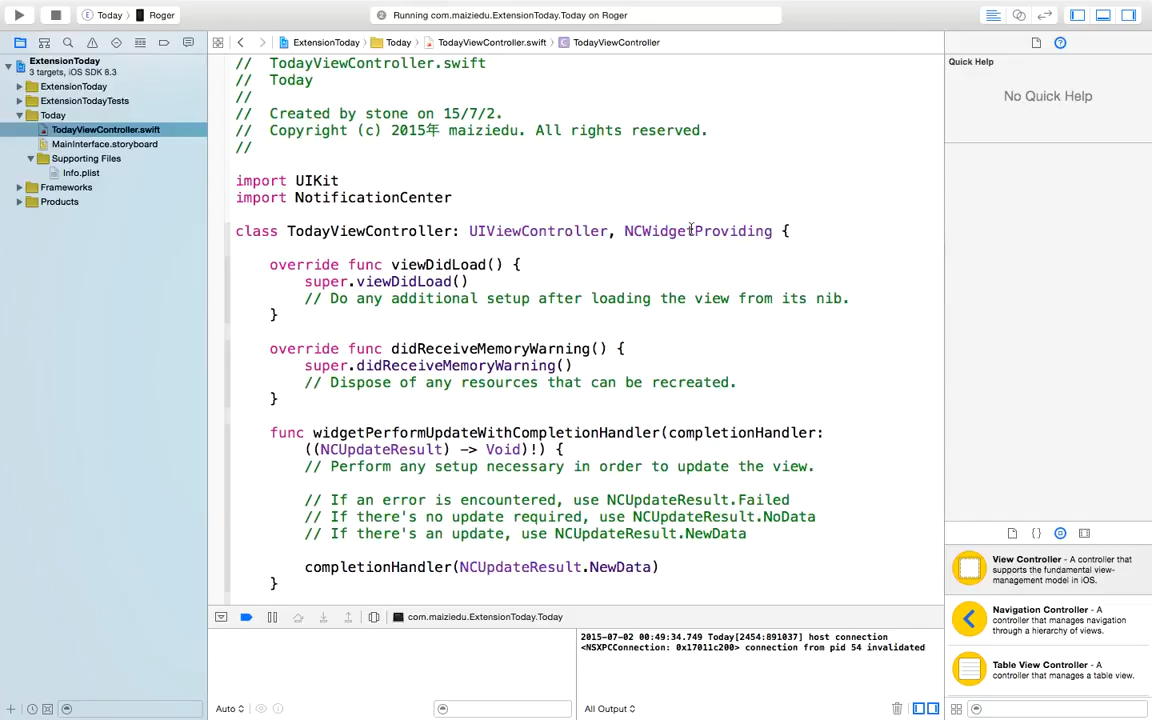 Today 〉 Roger
Running com.maiziedu.ExtensionToday.Today on Roger
ExtensionToday 〉 Today 〉 TodayViewController.swift 〉 C TodayViewController
ExtensionToday
3 targets, iOS SDK 8.3
ExtensionToday
ExtensionTodayTests
Today
TodayViewController.swift
MainInterface.storyboard
Supporting Files
Info.plist
Frameworks
Products
//  TodayViewController.swift
//  Today
//
//  Created by stone on 15/7/2.
//  Copyright (c) 2015年 maiziedu. All rights reserved.
//
import UIKit
import NotificationCenter
class TodayViewController: UIViewController, NCWidgetProviding {
override func viewDidLoad() {
super.viewDidLoad()
// Do any additional setup after loading the view from its nib.
}
override func didReceiveMemoryWarning() {
super.didReceiveMemoryWarning()
// Dispose of any resources that can be recreated.
}
func widgetPerformUpdateWithCompletionHandler(completionHandler:
((NCUpdateResult) -> Void)!) {
// Perform any setup necessary in order to update the view.
// If an error is encountered, use NCUpdateResult.Failed
// If there's no update required, use NCUpdateResult.NoData
// If there's an update, use NCUpdateResult.NewData
completionHandler(NCUpdateResult.NewData)
}
com.maiziedu.ExtensionToday.Today
2015-07-02 00:49:34.749 Today[2454:891037] host connection
<NSXPCConnection: 0x17011c200> connection from pid 54 invalidated
Auto
All Output
Quick Help
No Quick Help
View Controller - A controller that
supports the fundamental view-
management model in iOS.
Navigation Controller - A
controller that manages navigation
through a hierarchy of views.
Table View Controller - A
controller that manages a table view.